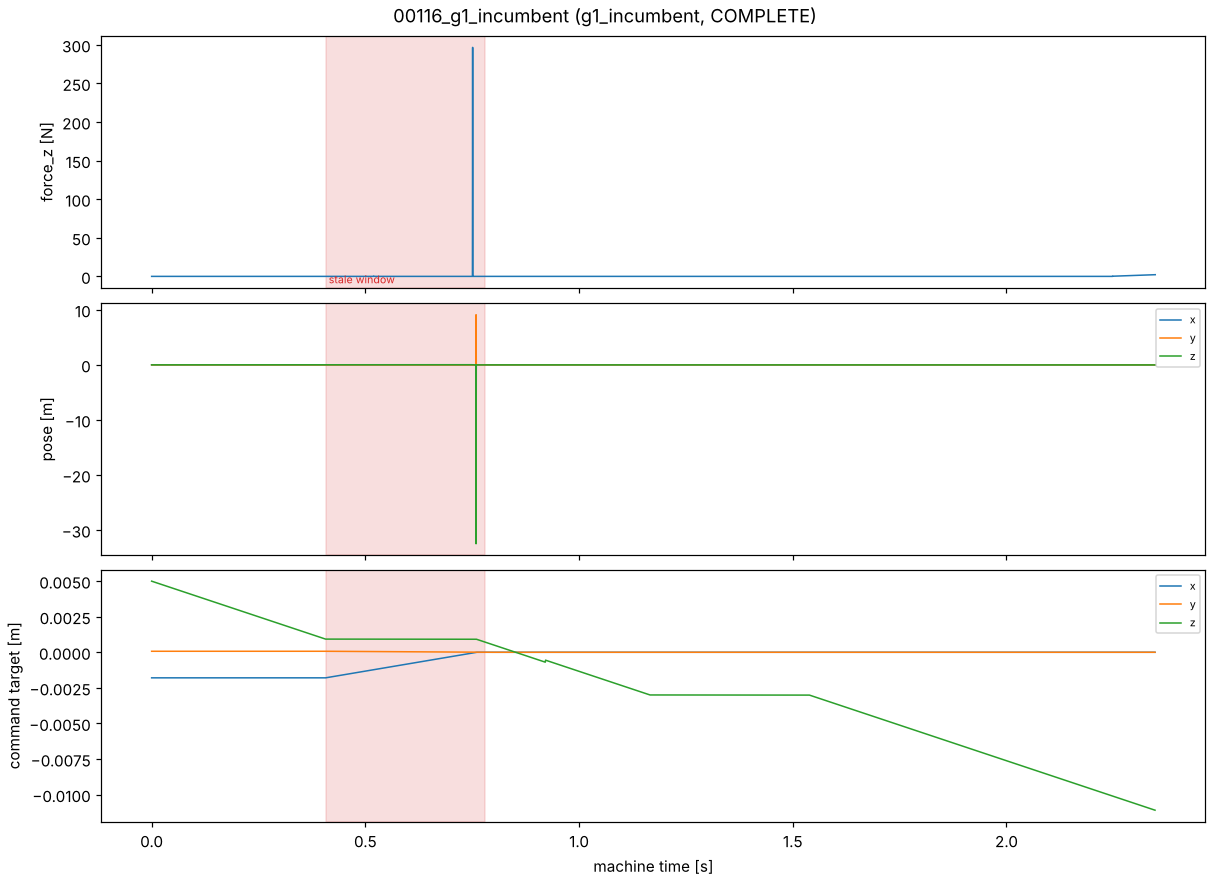 00116_g1_incumbent (g1_incumbent, COMPLETE)
force_z [N]
300
250
200
150
100
50
0
stale window
pose [m]
10
0
−10
−20
−30
x
y
z
command target [m]
0.0050
0.0025
0.0000
−0.0025
−0.0050
−0.0075
−0.0100
x
y
z
0.0
0.5
1.0
1.5
2.0
machine time [s]